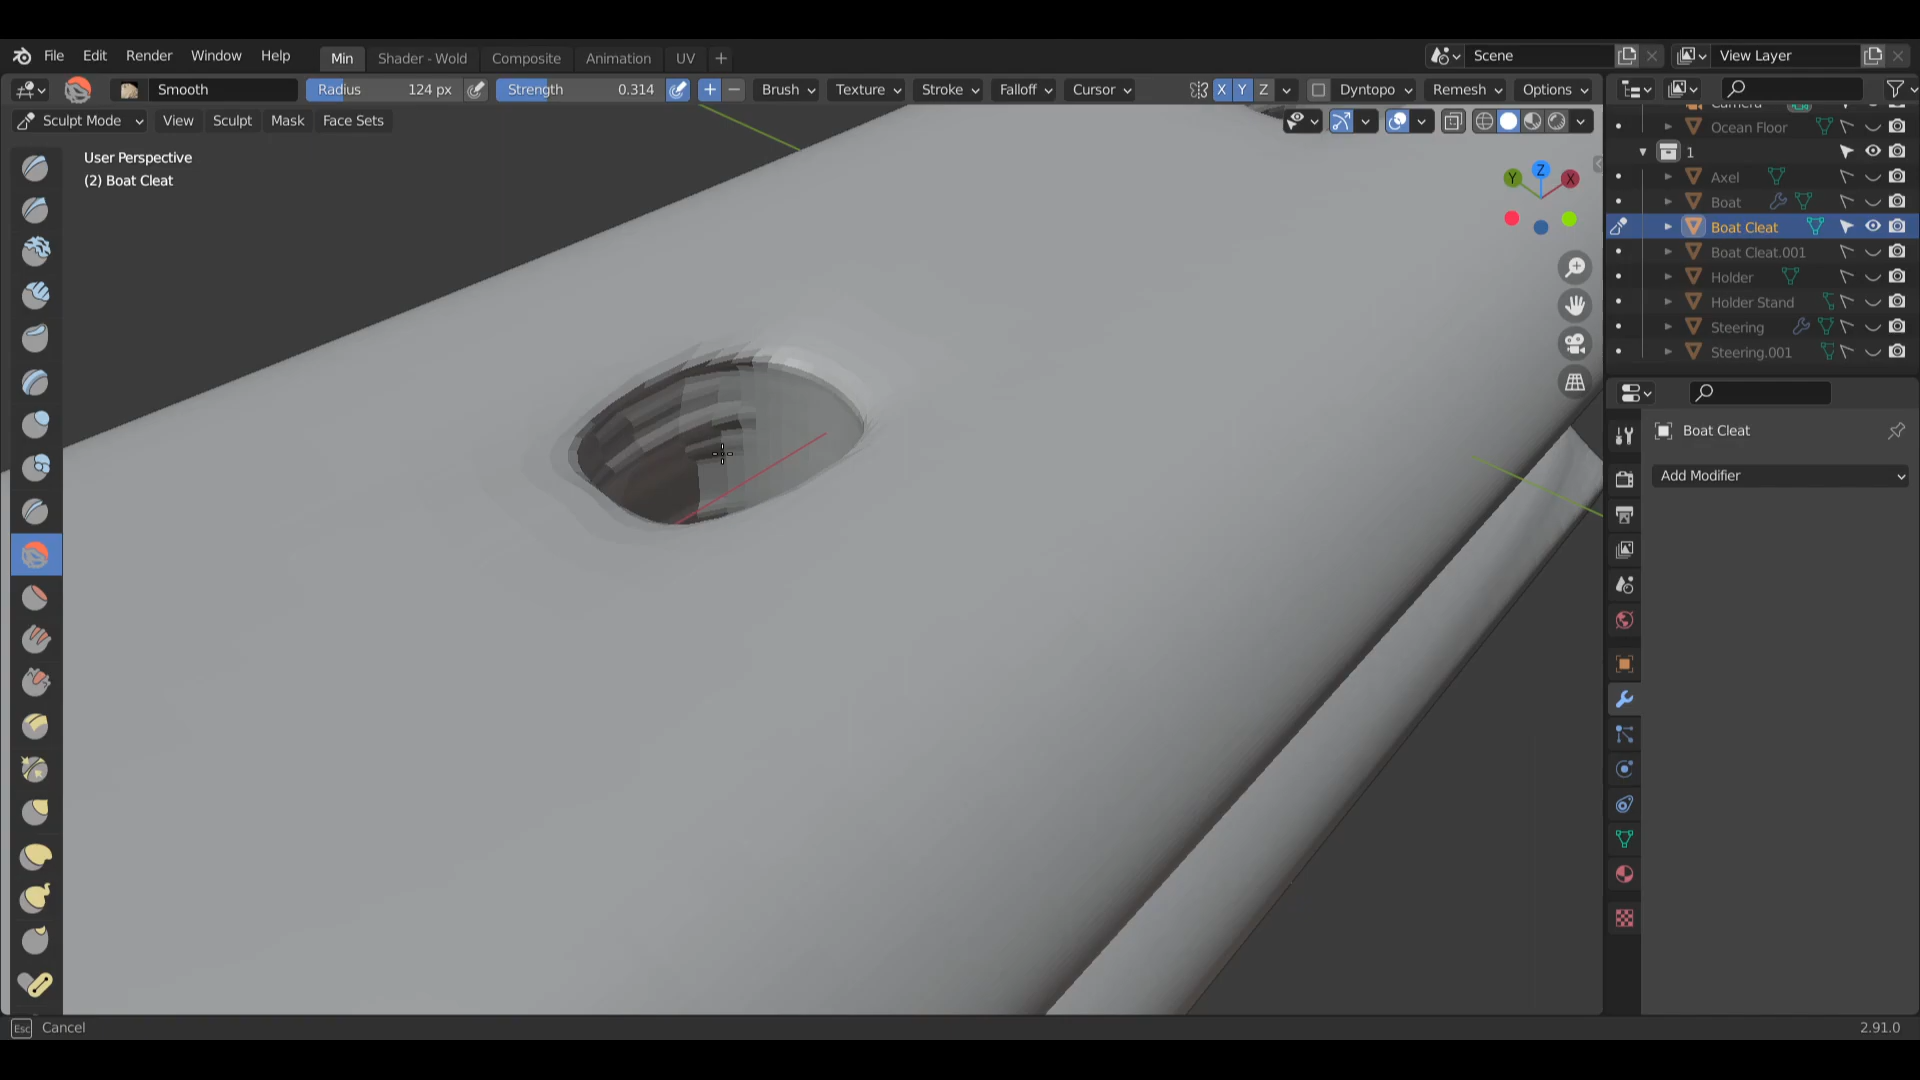 File Edit Render Window Help Min Shader - Wold Composite Animation UV + Scene View Layer
Smooth Radius 124 px Strength 0.314 + − Brush Texture Stroke Falloff Cursor X Y Z Dyntopo Remesh Options
Sculpt Mode View Sculpt Mask Face Sets
User Perspective
(2) Boat Cleat
Z
Y X
Camera
Ocean Floor
1
Axel
Boat
Boat Cleat
Boat Cleat.001
Holder
Holder Stand
Steering
Steering.001
Boat Cleat
Add Modifier
Esc Cancel 2.91.0